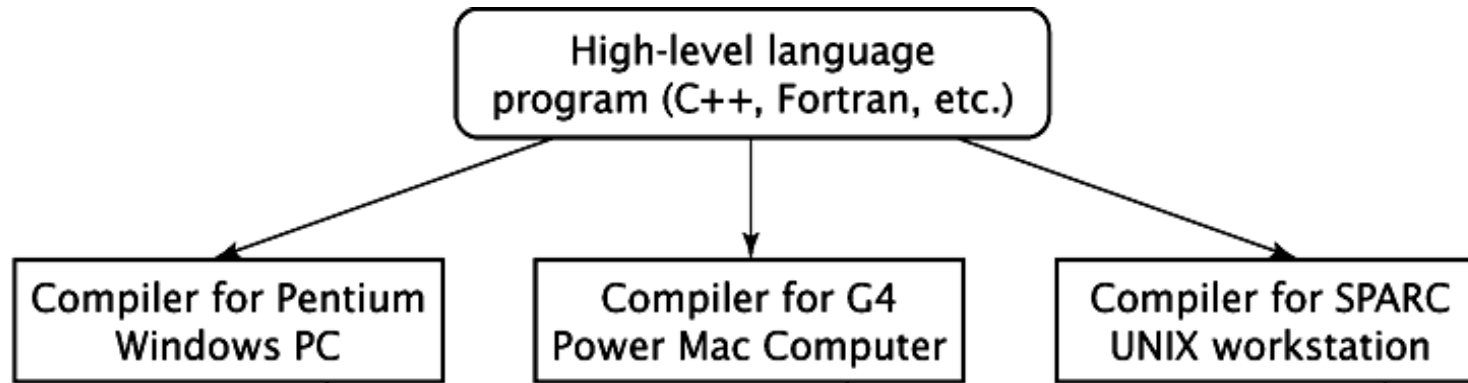 High-level language
program (C++, Fortran, etc.)
Compiler for Pentium
Windows PC
Compiler for G4
Power Mac Computer
Compiler for SPARC
UNIX workstation